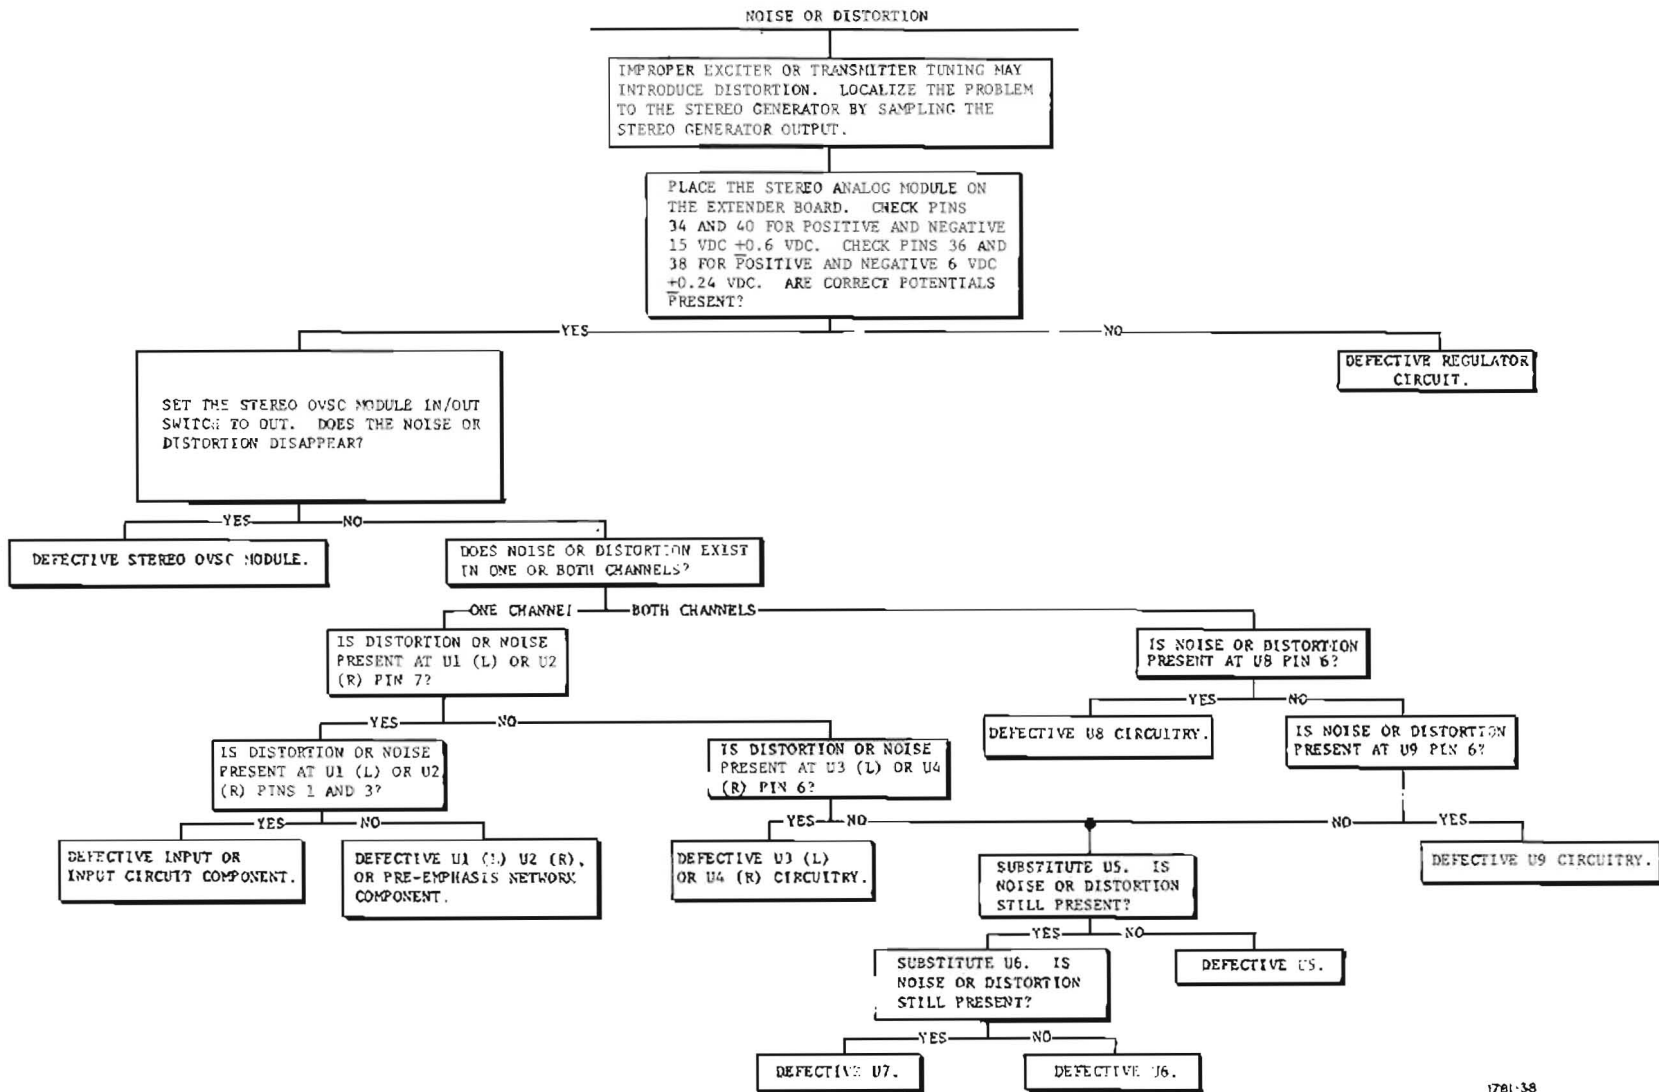 NOISE OR DISTORTION
IMPROPER EXCITER OR TRANSMITTER TUNING MAY
INTRODUCE DISTORTION. LOCALIZE THE PROBLEM
TO THE STEREO GENERATOR BY SAMPLING THE
STEREO GENERATOR OUTPUT.
PLACE THE STEREO ANALOG MODULE ON
THE EXTENDER BOARD. CHECK PINS
34 AND 40 FOR POSITIVE AND NEGATIVE
15 VDC ±0.6 VDC. CHECK PINS 36 AND
38 FOR POSITIVE AND NEGATIVE 6 VDC
±0.24 VDC. ARE CORRECT POTENTIALS
PRESENT?
YES
NO
DEFECTIVE REGULATOR
CIRCUIT.
SET THE STEREO OVSC MODULE IN/OUT
SWITCH TO OUT. DOES THE NOISE OR
DISTORTION DISAPPEAR?
YES
NO
DEFECTIVE STEREO OVSC MODULE.
DOES NOISE OR DISTORTION EXIST
IN ONE OR BOTH CHANNELS?
ONE CHANNEL
BOTH CHANNELS
IS DISTORTION OR NOISE
PRESENT AT U1 (L) OR U2
(R) PIN 7?
IS NOISE OR DISTORTION
PRESENT AT U8 PIN 6?
YES
NO
YES
NO
IS DISTORTION OR NOISE
PRESENT AT U1 (L) OR U2
(R) PINS 1 AND 3?
IS DISTORTION OR NOISE
PRESENT AT U3 (L) OR U4
(R) PIN 6?
DEFECTIVE U8 CIRCUITRY.
IS NOISE OR DISTORTION
PRESENT AT U9 PIN 6?
YES
NO
YES
NO
NO
YES
DEFECTIVE INPUT OR
INPUT CIRCUIT COMPONENT.
DEFECTIVE U1 (L) U2 (R),
OR PRE-EMPHASIS NETWORK
COMPONENT.
DEFECTIVE U3 (L)
OR U4 (R) CIRCUITRY.
SUBSTITUTE U5. IS
NOISE OR DISTORTION
STILL PRESENT?
DEFECTIVE U9 CIRCUITRY.
YES
NO
SUBSTITUTE U6. IS
NOISE OR DISTORTION
STILL PRESENT?
DEFECTIVE U5.
YES
NO
DEFECTIVE U7.
DEFECTIVE U6.
1781-38